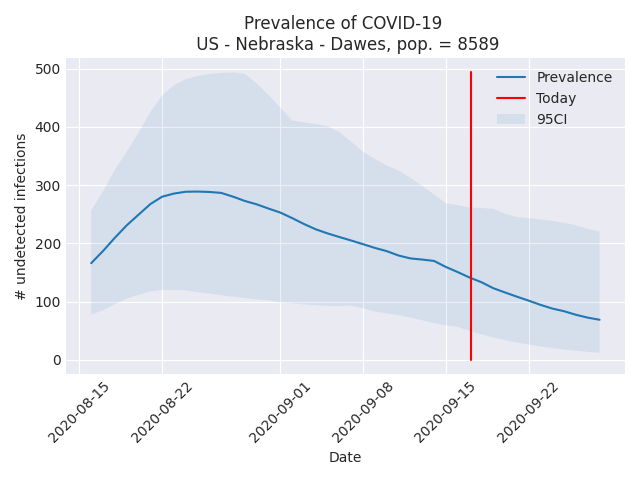 Prevalence of COVID-19
US - Nebraska - Dawes, pop. = 8589
500
400
300
200
100
0
# undetected infections
Prevalence
Today
95CI
2020-08-15
2020-08-22
2020-09-01
2020-09-08
2020-09-15
2020-09-22
Date